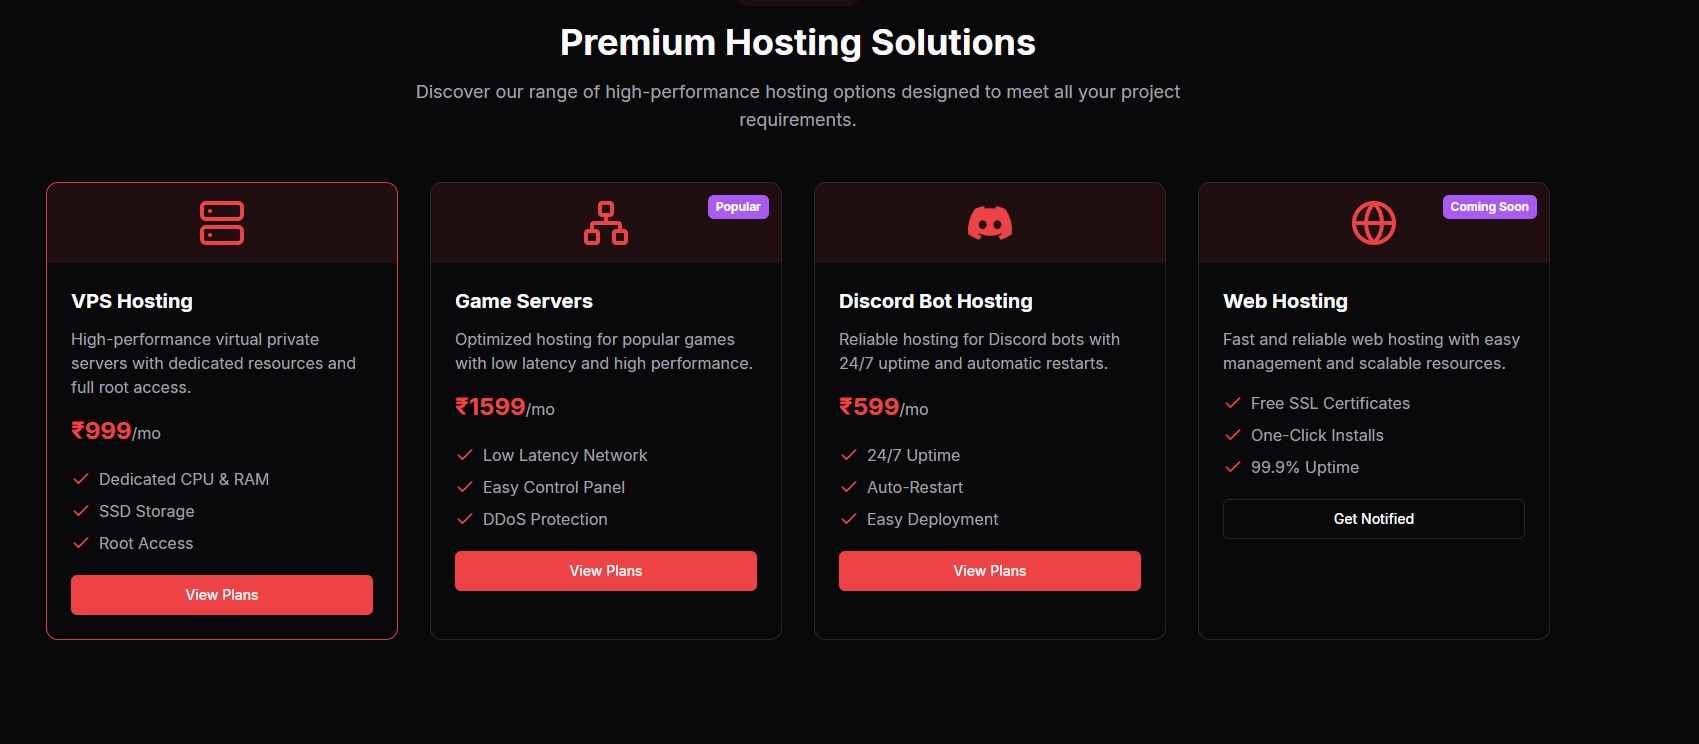 Premium Hosting Solutions
Discover our range of high-performance hosting options designed to meet all your project
requirements.
VPS Hosting
High-performance virtual private
servers with dedicated resources and
full root access.
₹999/mo
Dedicated CPU & RAM
SSD Storage
Root Access
View Plans
Popular
Game Servers
Optimized hosting for popular games
with low latency and high performance.
₹1599/mo
Low Latency Network
Easy Control Panel
DDoS Protection
View Plans
Discord Bot Hosting
Reliable hosting for Discord bots with
24/7 uptime and automatic restarts.
₹599/mo
24/7 Uptime
Auto-Restart
Easy Deployment
View Plans
Coming Soon
Web Hosting
Fast and reliable web hosting with easy
management and scalable resources.
Free SSL Certificates
One-Click Installs
99.9% Uptime
Get Notified